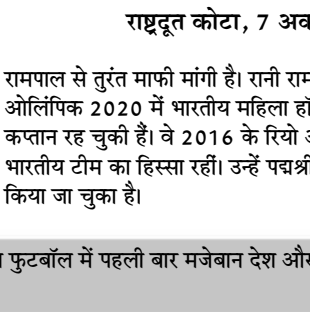 राष्ट्रदूत कोटा, 7 अक
रामपाल से तुरंत माफी मांगी है। रानी राम
ओलिंपिक 2020 में भारतीय महिला हॉ
कप्तान रह चुकी हैं। वे 2016 के रियो
भारतीय टीम का हिस्सा रहीं। उन्हें पद्मश्री
किया जा चुका है।
फुटबॉल में पहली बार मजेबान देश और